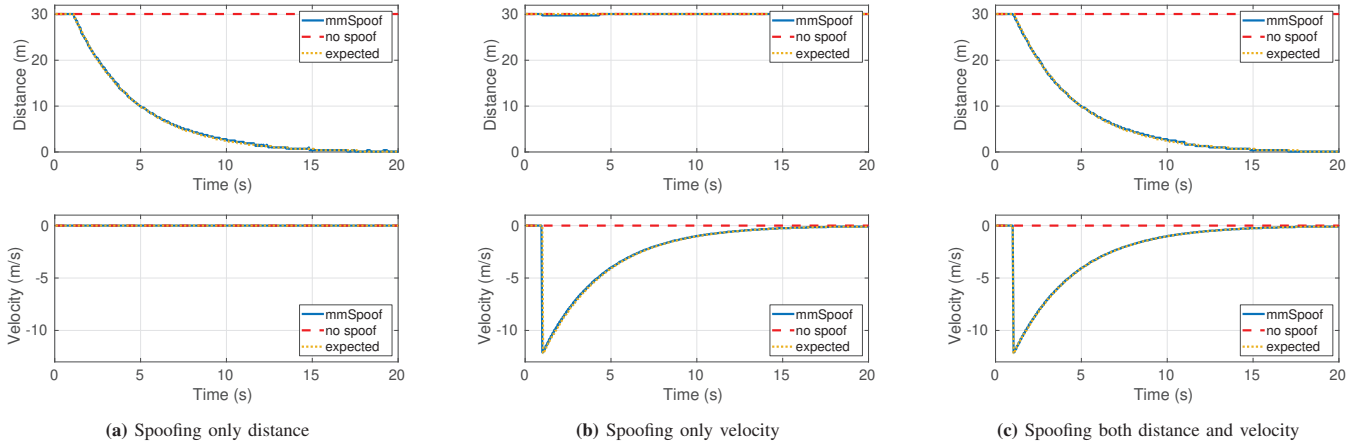 Distance (m)
30
20
10
0
mmSpoof
no spoof
expected
0 5 10 15 20
Time (s)
Velocity (m/s)
0
-5
-10
mmSpoof
no spoof
expected
0 5 10 15 20
Time (s)
(a) Spoofing only distance
Distance (m)
30
20
10
0
mmSpoof
no spoof
expected
0 5 10 15 20
Time (s)
Velocity (m/s)
0
-5
-10
mmSpoof
no spoof
expected
0 5 10 15 20
Time (s)
(b) Spoofing only velocity
Distance (m)
30
20
10
0
mmSpoof
no spoof
expected
0 5 10 15 20
Time (s)
Velocity (m/s)
0
-5
-10
mmSpoof
no spoof
expected
0 5 10 15 20
Time (s)
(c) Spoofing both distance and velocity